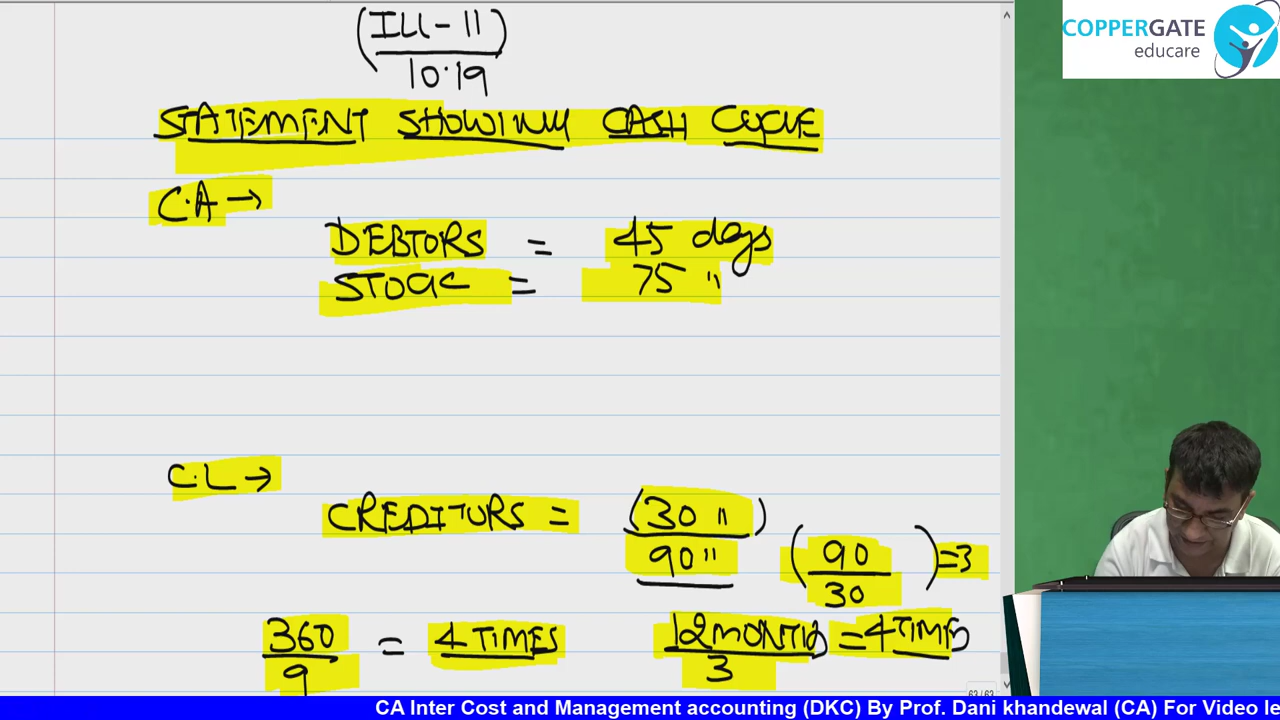 (ILL-11)
10.19
COPPERGATE
educare
STATEMENT SHOWING CASH CYCLE
C.A →
DEBTORS = 45 days
STOCK = 75 "
C.L →
CREDITORS = (30 ")
90 "
(90/30) = 3
360/9 = 4 TIMES
12 MONTHS/3 = 4 TIMES
63/63
CA Inter Cost and Management accounting (DKC) By Prof. Dani khandewal (CA) For Video le